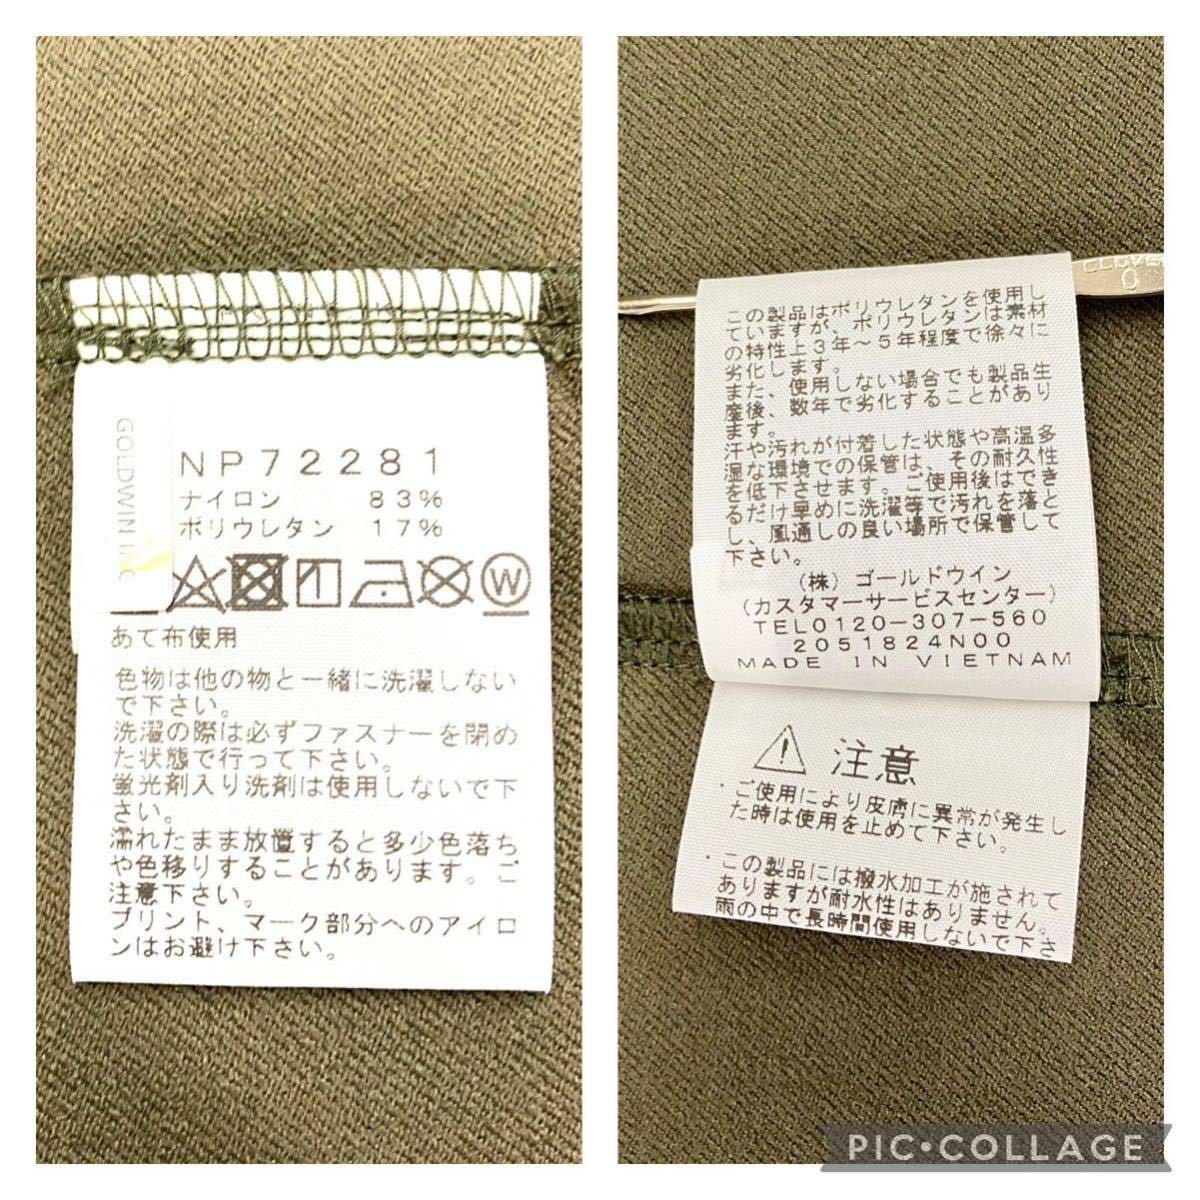 GOLDWIN INC
NP72281
ナイロン 83%
ポリウレタン 17%
W
あて布使用
色物は他の物と一緒に洗濯しない
で下さい。
洗濯の際は必ずファスナーを閉め
た状態で行って下さい。
蛍光剤入り洗剤は使用しないで下
さい。
濡れたまま放置すると多少色落ち
や色移りすることがあります。ご
注意下さい。
プリント、マーク部分へのアイロ
ンはお避け下さい。
CLOVER
0
この製品はポリウレタンを使用し
ていますが、ポリウレタンは素材
の特性上3年～5年程度で徐々に
劣化します。
また、使用しない場合でも製品生
産後、数年で劣化することがあり
ます。
汗や汚れが付着した状態や高温多
湿な環境での保管は、その耐久性
を低下させます。ご使用後はでき
るだけ早めに洗濯等で汚れを落と
し、風通しの良い場所で保管して
下さい。
(株)ゴールドウイン
(カスタマーサービスセンター)
TEL0120-307-560
2051824N00
MADE IN VIETNAM
注意
・ご使用により皮膚に異常が発生し
た時は使用を止めて下さい。
・この製品には撥水加工が施されて
ありますが耐水性はありません。
雨の中で長時間使用しないで下さ
PIC•COLLAGE